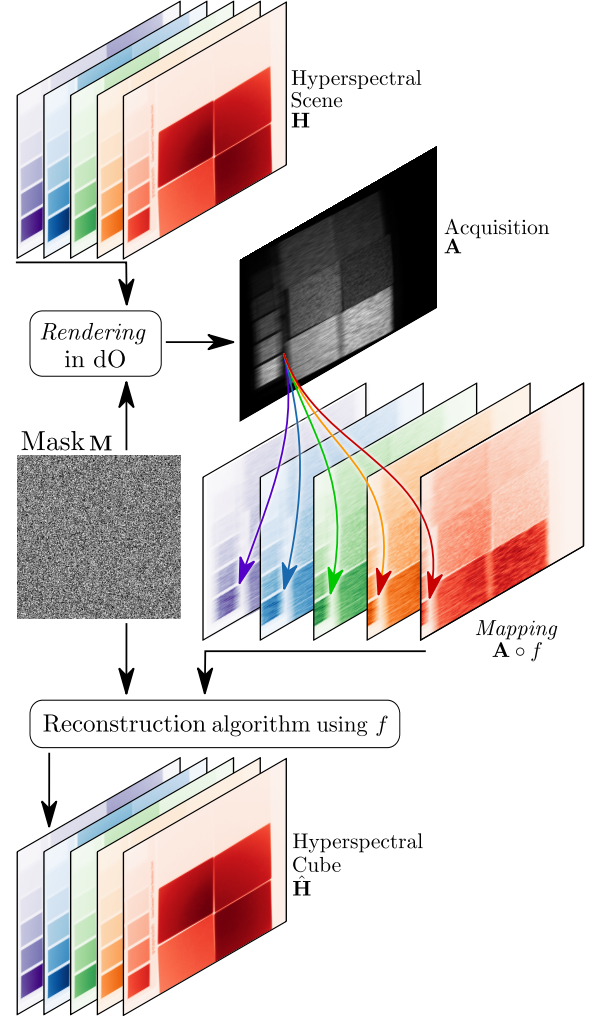 Hyperspectral
Scene
H
Acquisition
A
Rendering
in dO
Mask M
Mapping
A ∘ f
Reconstruction algorithm using f
Hyperspectral
Cube
Ĥ